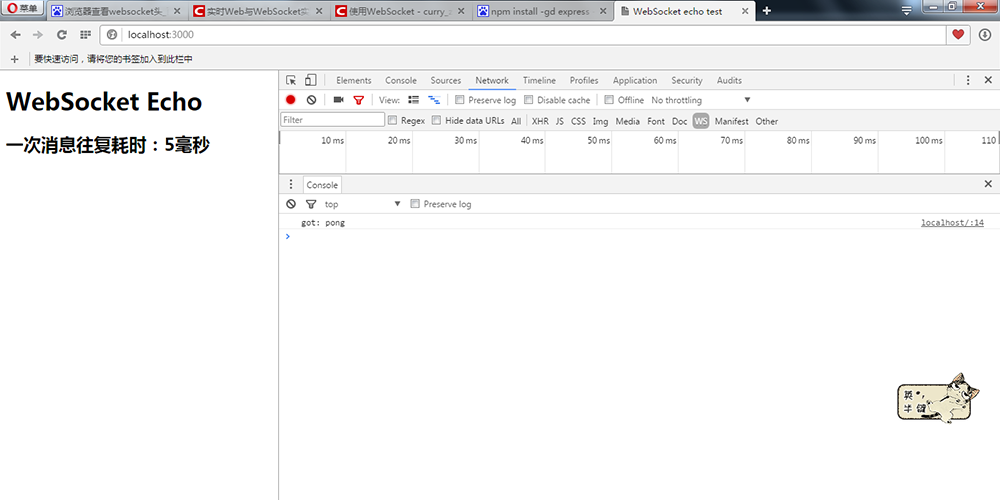 菜单 浏览器查看websocket头_ 实时Web与WebSocket实 使用WebSocket - curry_ npm install -gd express WebSocket echo test
localhost:3000
要快速访问，请将您的书签加入到此栏中
WebSocket Echo
一次消息往复耗时：5毫秒
Elements Console Sources Network Timeline Profiles Application Security Audits
View: Preserve log Disable cache Offline No throttling
Filter Regex Hide data URLs All XHR JS CSS Img Media Font Doc WS Manifest Other
10 ms 20 ms 30 ms 40 ms 50 ms 60 ms 70 ms 80 ms 90 ms 100 ms 110
Console
top Preserve log
got: pong localhost/:14
英
半